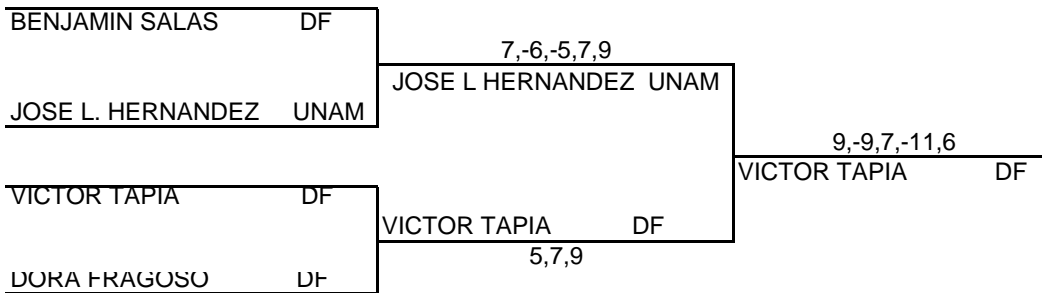 BENJAMIN SALAS DF
7,-6,-5,7,9
JOSE L HERNANDEZ UNAM
JOSE L. HERNANDEZ UNAM
9,-9,7,-11,6
VICTOR TAPIA DF
VICTOR TAPIA DF
VICTOR TAPIA DF
5,7,9
DORA FRAGOSO DF